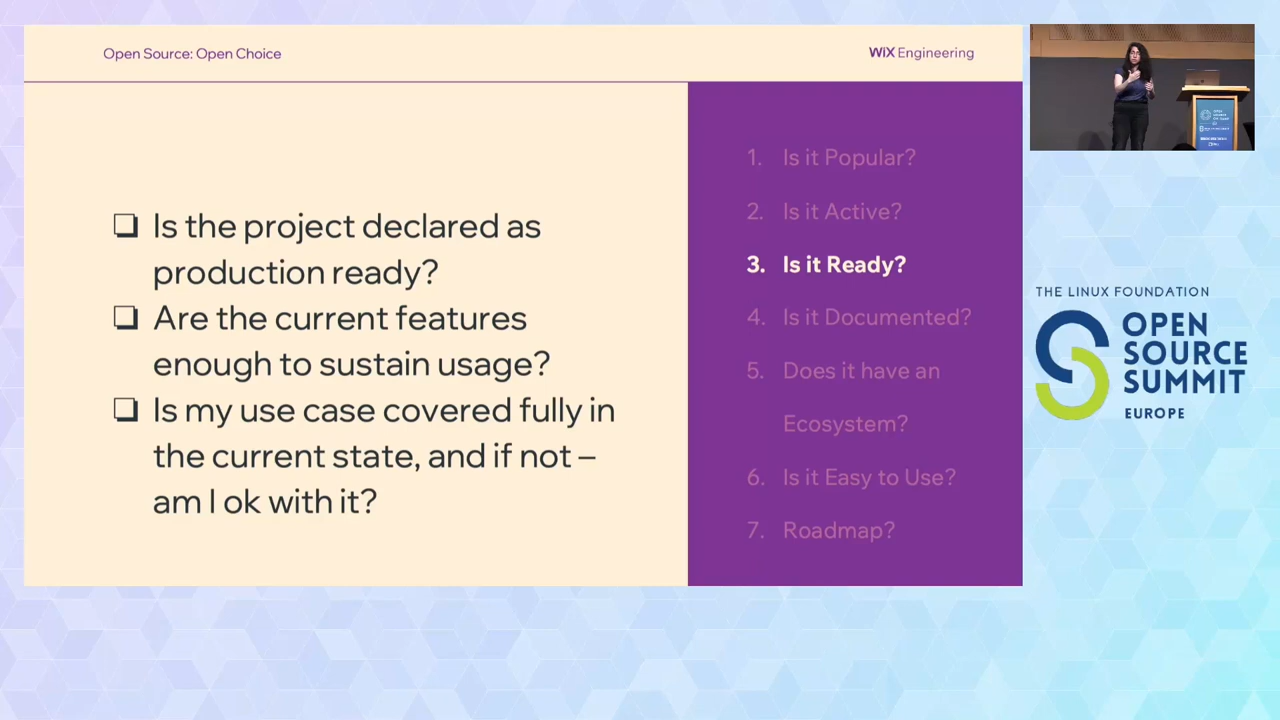 Open Source: Open Choice
WiX Engineering
❏ Is the project declared as
production ready?
❏ Are the current features
enough to sustain usage?
❏ Is my use case covered fully in
the current state, and if not –
am I ok with it?
1. Is it Popular?
2. Is it Active?
3. Is it Ready?
4. Is it Documented?
5. Does it have an
Ecosystem?
6. Is it Easy to Use?
7. Roadmap?
THE LINUX FOUNDATION
OPEN
SOURCE
SUMMIT
EUROPE